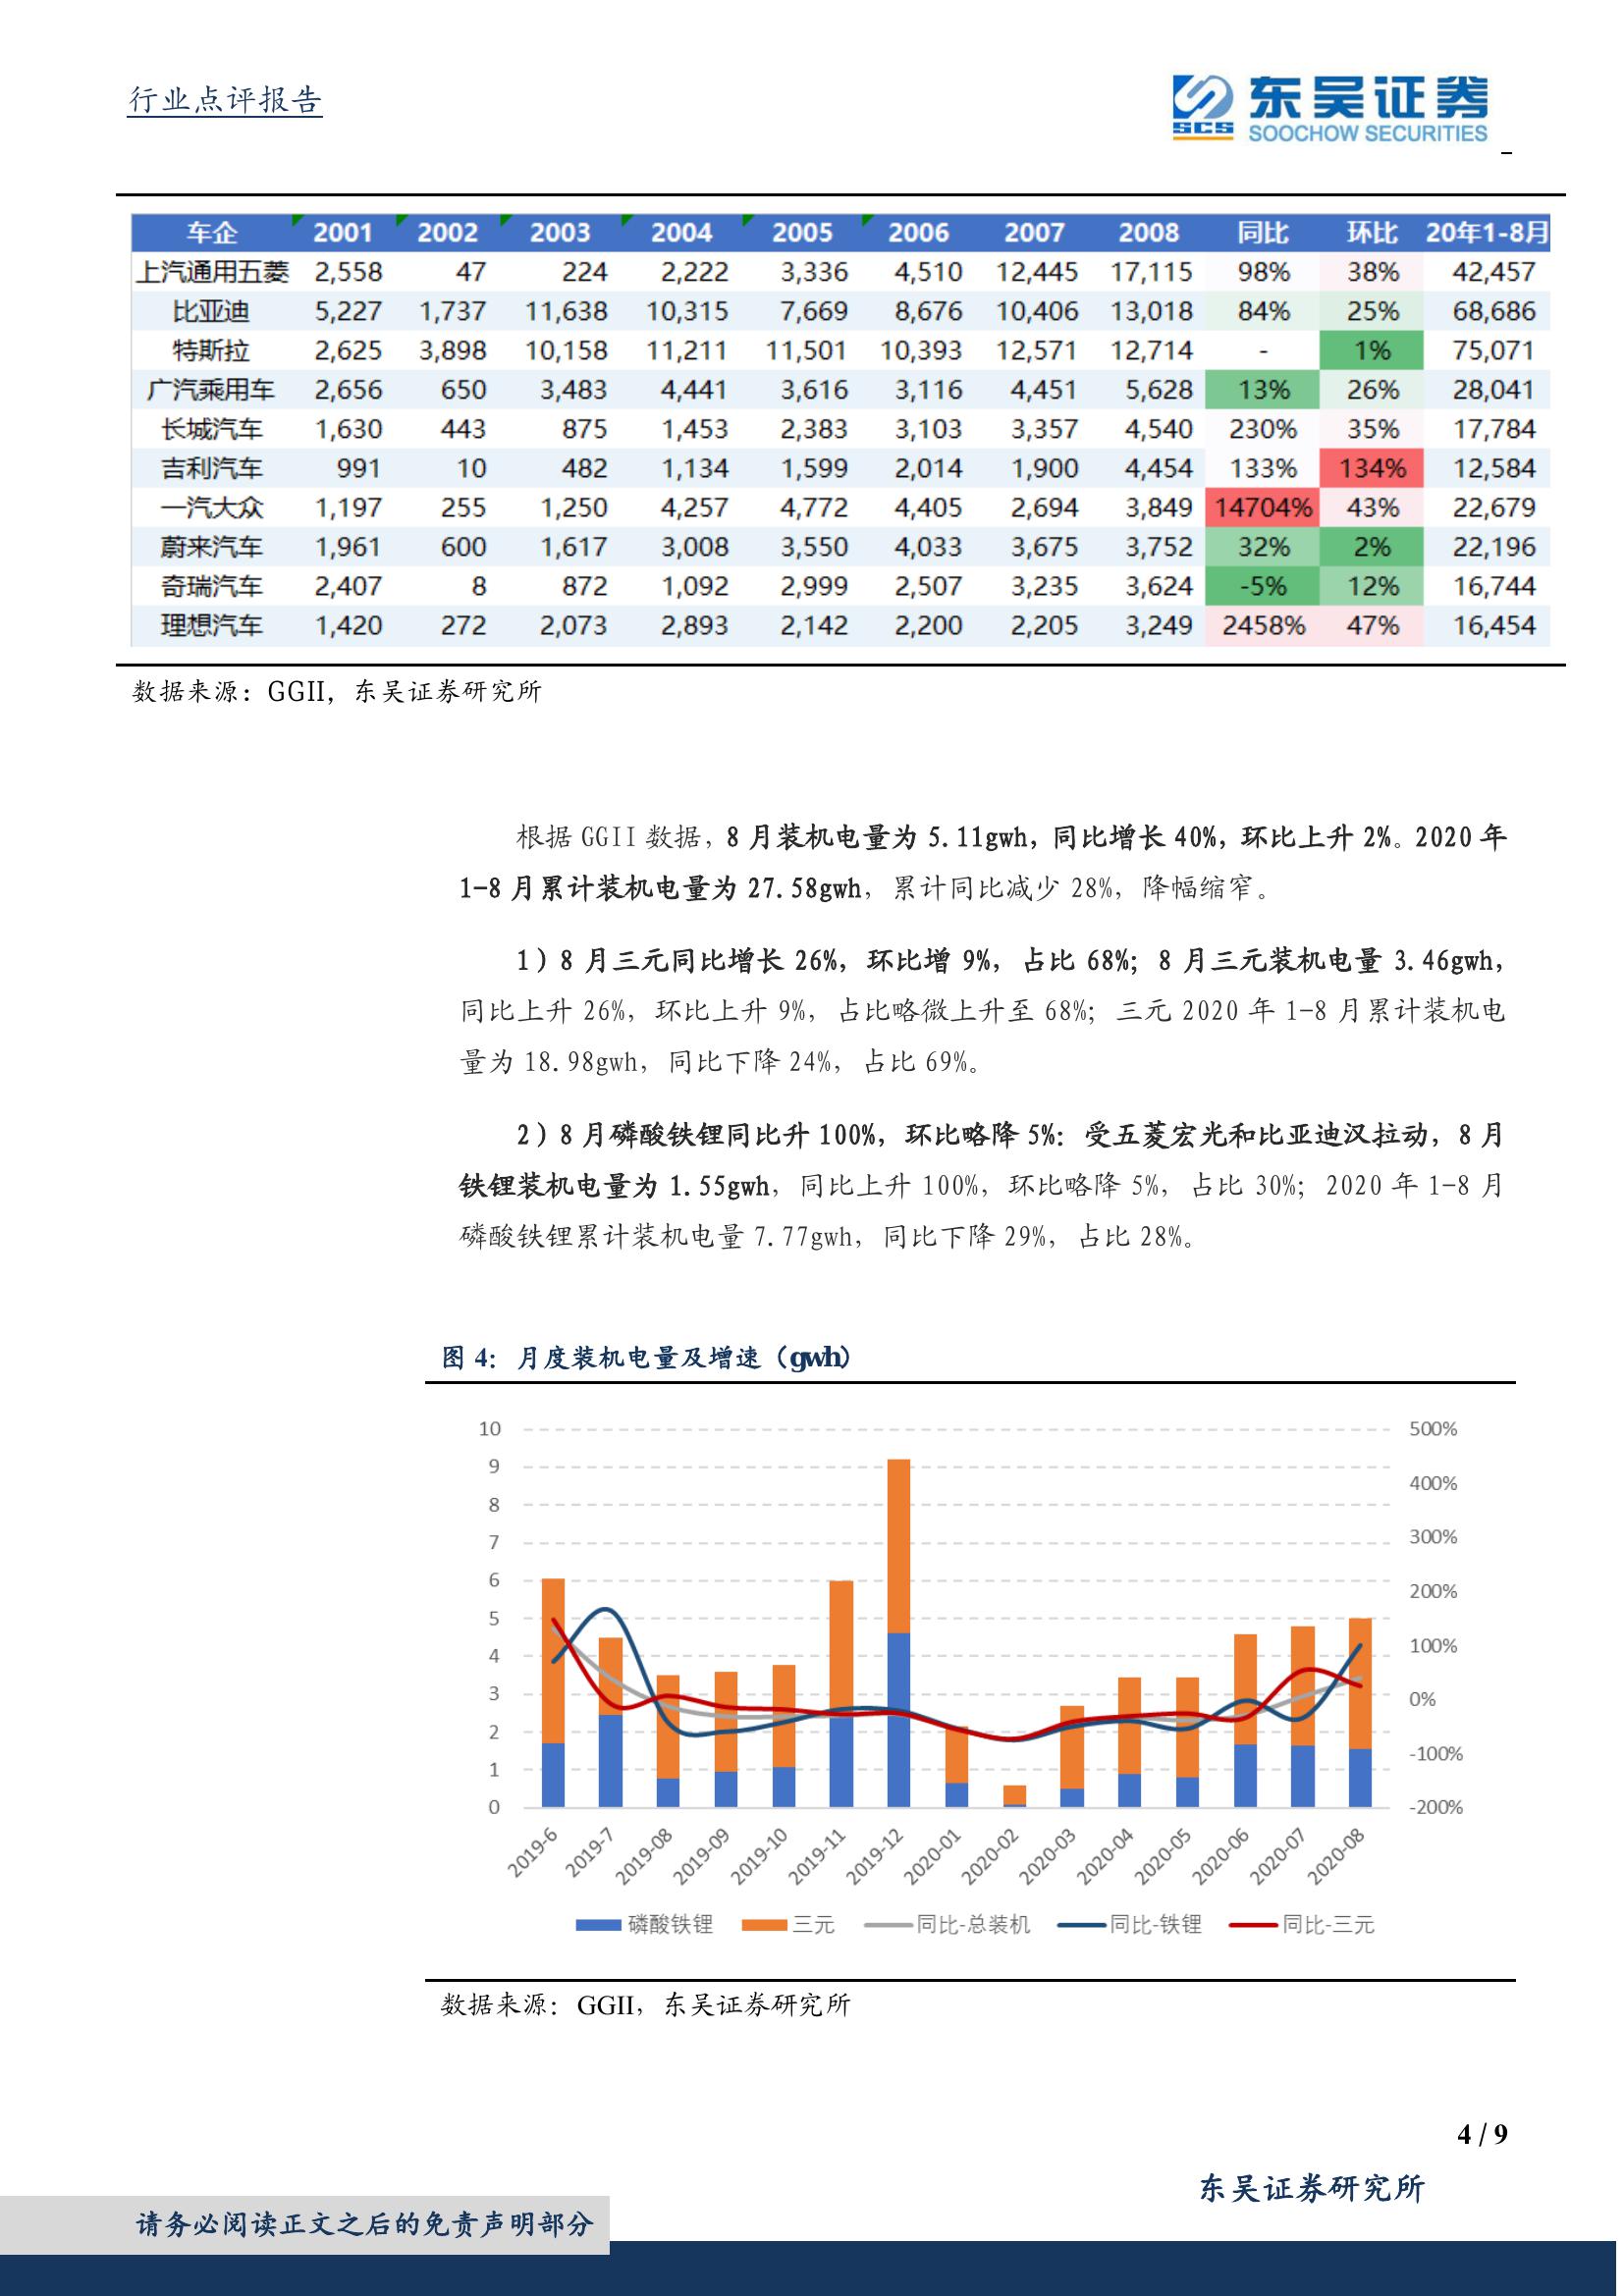 行业点评报告
东吴证券
SCS
SOOCHOW SECURITIES
车企 2001 2002 2003 2004 2005 2006 2007 2008 同比 环比 20年1-8月
上汽通用五菱 2,558 47 224 2,222 3,336 4,510 12,445 17,115 98% 38% 42,457
比亚迪 5,227 1,737 11,638 10,315 7,669 8,676 10,406 13,018 84% 25% 68,686
特斯拉 2,625 3,898 10,158 11,211 11,501 10,393 12,571 12,714 - 1% 75,071
广汽乘用车 2,656 650 3,483 4,441 3,616 3,116 4,451 5,628 13% 26% 28,041
长城汽车 1,630 443 875 1,453 2,383 3,103 3,357 4,540 230% 35% 17,784
吉利汽车 991 10 482 1,134 1,599 2,014 1,900 4,454 133% 134% 12,584
一汽大众 1,197 255 1,250 4,257 4,772 4,405 2,694 3,849 14704% 43% 22,679
蔚来汽车 1,961 600 1,617 3,008 3,550 4,033 3,675 3,752 32% 2% 22,196
奇瑞汽车 2,407 8 872 1,092 2,999 2,507 3,235 3,624 -5% 12% 16,744
理想汽车 1,420 272 2,073 2,893 2,142 2,200 2,205 3,249 2458% 47% 16,454
数据来源：GGII，东吴证券研究所
根据 GGII 数据，8 月装机电量为 5.11gwh，同比增长 40%，环比上升 2%。2020 年
1-8 月累计装机电量为 27.58gwh，累计同比减少 28%，降幅缩窄。
1）8 月三元同比增长 26%，环比增 9%，占比 68%；8 月三元装机电量 3.46gwh，
同比上升 26%，环比上升 9%，占比略微上升至 68%；三元 2020 年 1-8 月累计装机电
量为 18.98gwh，同比下降 24%，占比 69%。
2）8 月磷酸铁锂同比升 100%，环比略降 5%：受五菱宏光和比亚迪汉拉动，8 月
铁锂装机电量为 1.55gwh，同比上升 100%，环比略降 5%，占比 30%；2020 年 1-8 月
磷酸铁锂累计装机电量 7.77gwh，同比下降 29%，占比 28%。
图 4：月度装机电量及增速（gwh）
10 500%
9
8 400%
7 300%
6 200%
5
4 100%
3 0%
2
1 -100%
0 -200%
2019-6 2019-7 2019-08 2019-09 2019-10 2019-11 2019-12 2020-01 2020-02 2020-03 2020-04 2020-05 2020-06 2020-07 2020-08
磷酸铁锂 三元 同比-总装机 同比-铁锂 同比-三元
数据来源：GGII，东吴证券研究所
4 / 9
东吴证券研究所
请务必阅读正文之后的免责声明部分